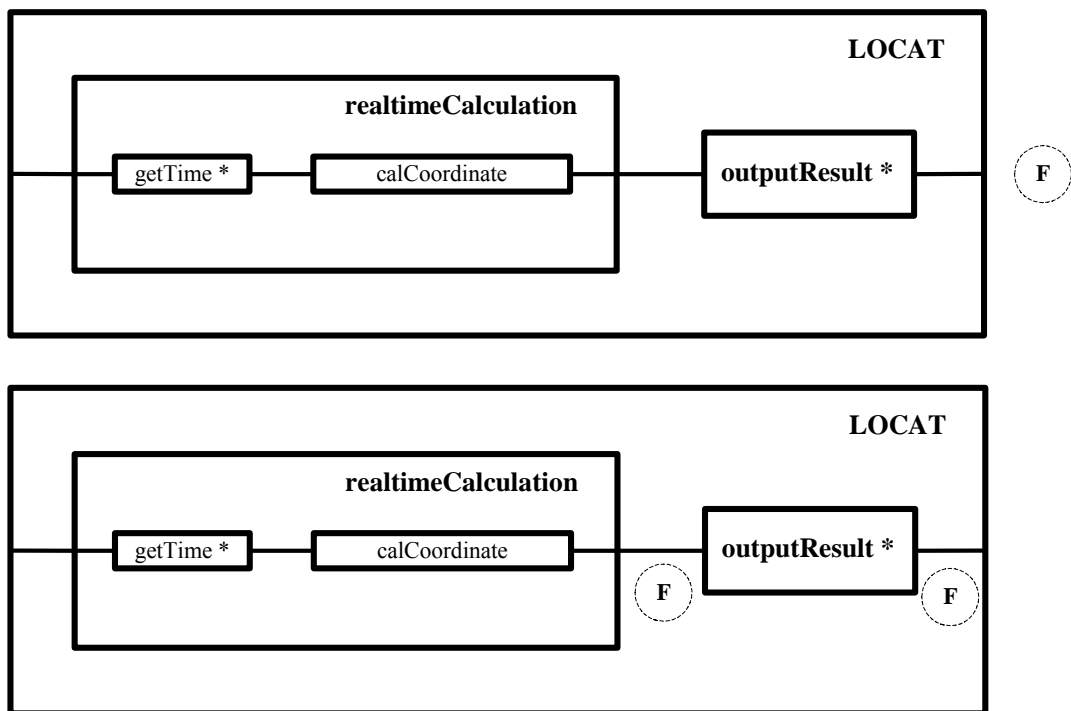 LOCAT
realtimeCalculation
getTime *
calCoordinate
outputResult *
F
LOCAT
realtimeCalculation
getTime *
calCoordinate
outputResult *
F
F